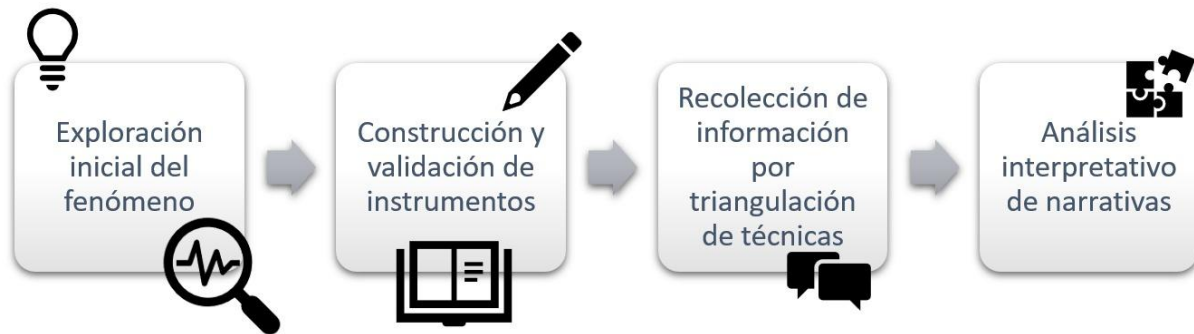 Exploración
inicial del
fenómeno
Construcción y
validación de
instrumentos
Recolección de
información
por
triangulación
de técnicas
Análisis
interpretativo
de narrativas